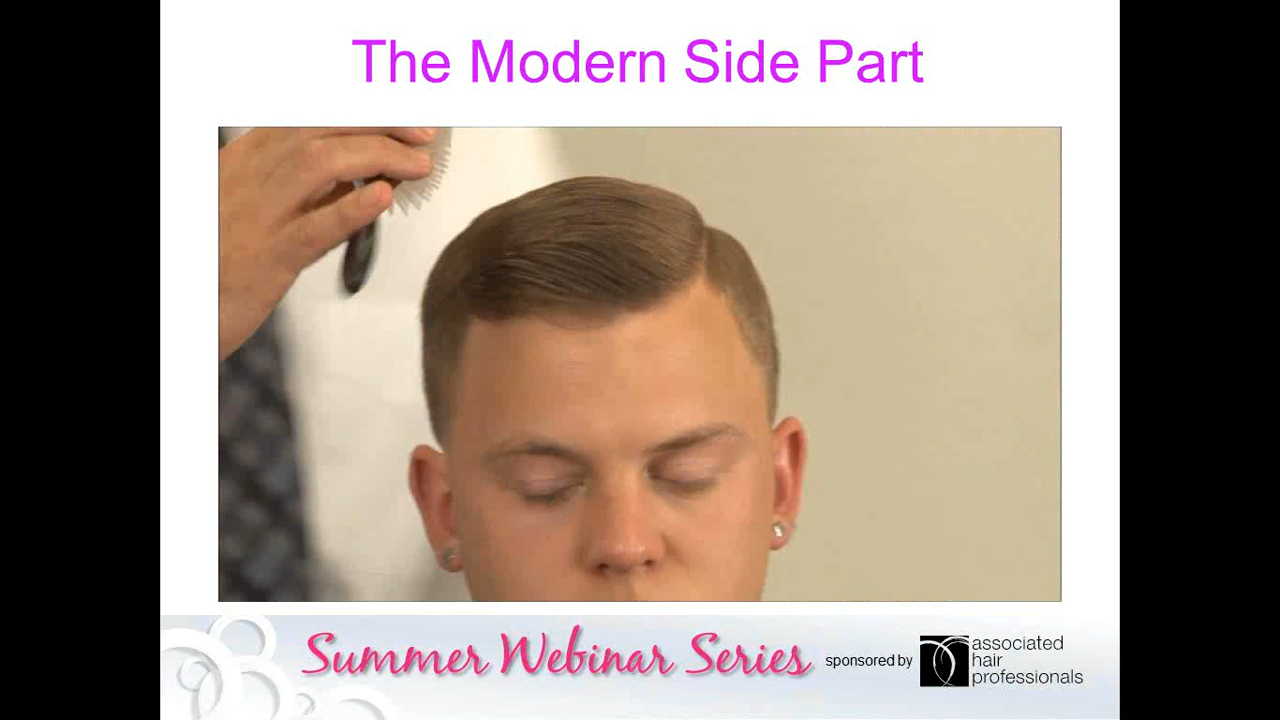 The Modern Side Part
Summer Webinar Series
sponsored by
associated
hair
professionals